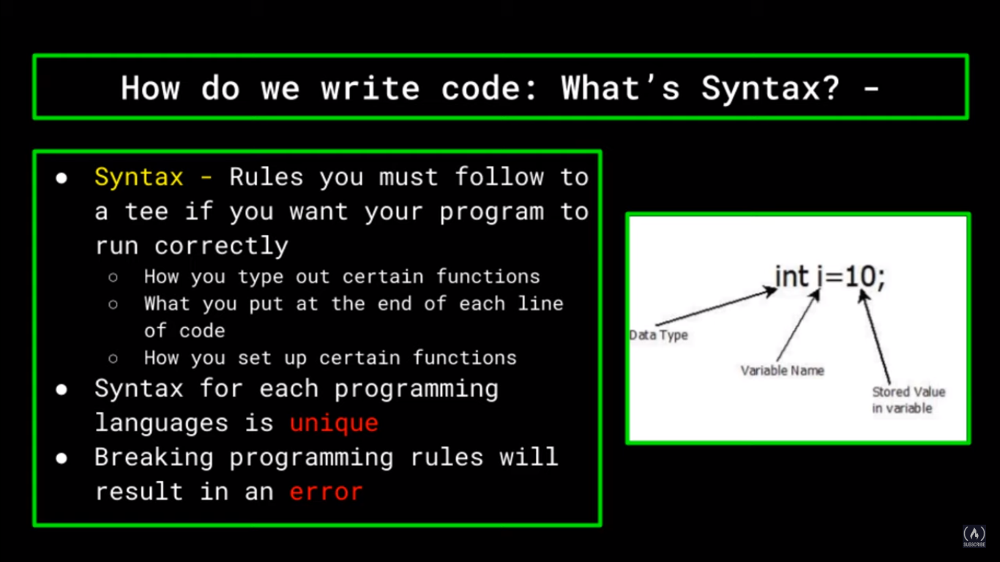 How do we write code: What's Syntax? -
● Syntax - Rules you must follow to
a tee if you want your program to
run correctly
○ How you type out certain functions
○ What you put at the end of each line
of code
○ How you set up certain functions
● Syntax for each programming
languages is unique
● Breaking programming rules will
result in an error
int i=10;
Data Type
Variable Name
Stored Value
in variable
SUBSCRIBE